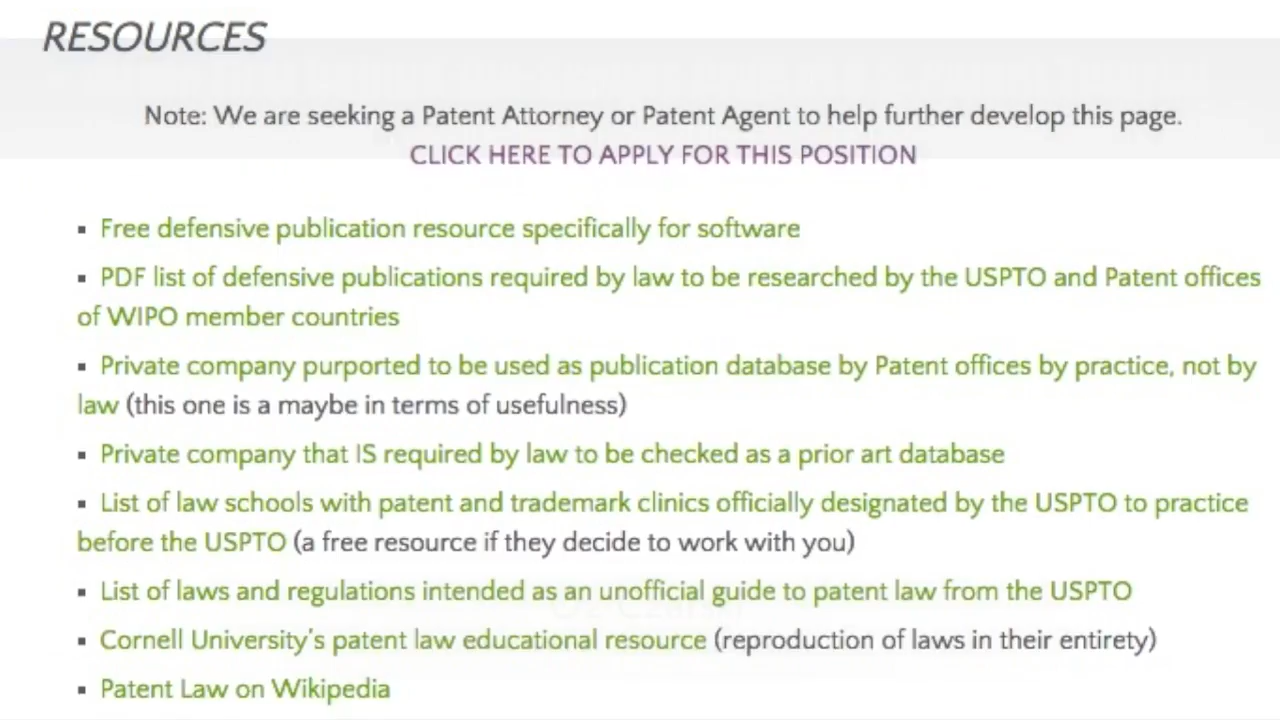 RESOURCES
Note: We are seeking a Patent Attorney or Patent Agent to help further develop this page.
CLICK HERE TO APPLY FOR THIS POSITION
▪ Free defensive publication resource specifically for software
▪ PDF list of defensive publications required by law to be researched by the USPTO and Patent offices
of WIPO member countries
▪ Private company purported to be used as publication database by Patent offices by practice, not by
law (this one is a maybe in terms of usefulness)
▪ Private company that IS required by law to be checked as a prior art database
▪ List of law schools with patent and trademark clinics officially designated by the USPTO to practice
before the USPTO (a free resource if they decide to work with you)
▪ List of laws and regulations intended as an unofficial guide to patent law from the USPTO
▪ Cornell University's patent law educational resource (reproduction of laws in their entirety)
▪ Patent Law on Wikipedia